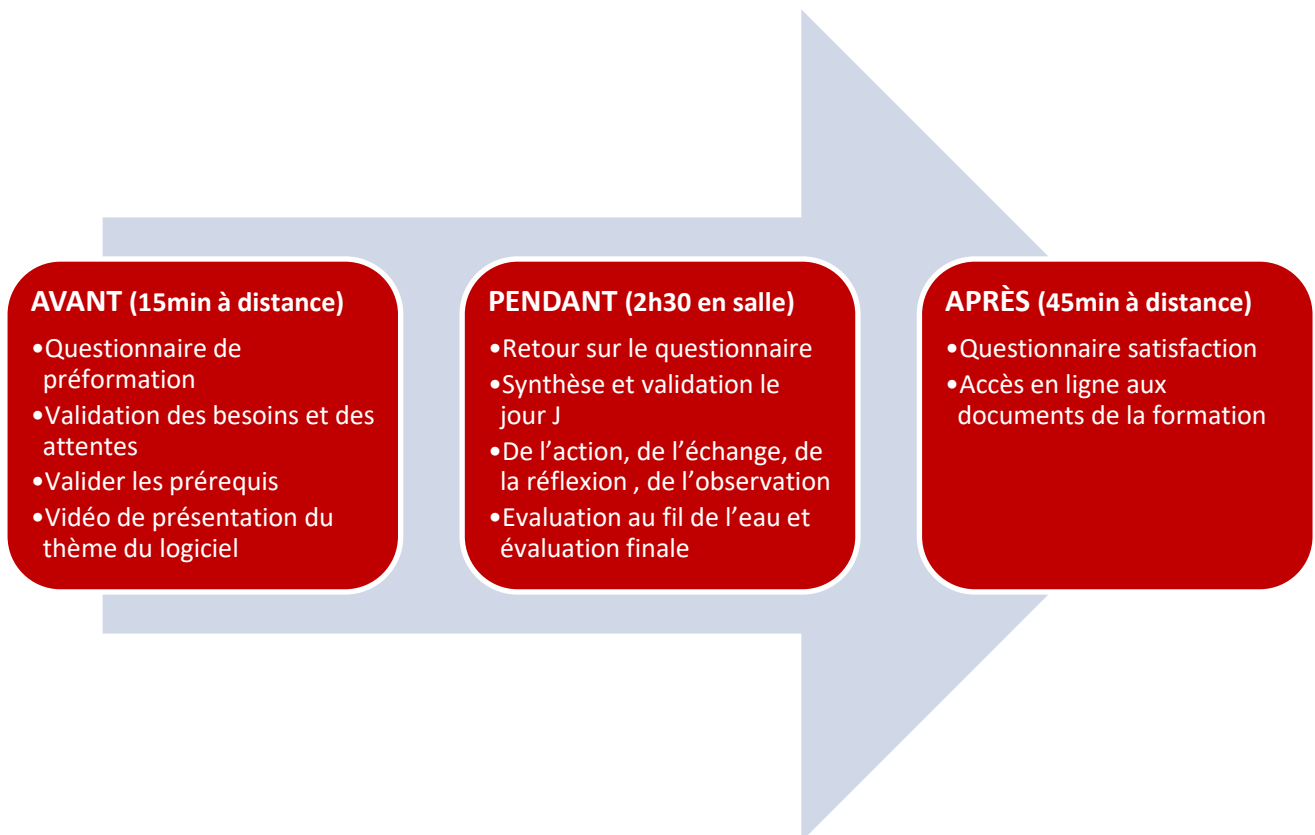 AVANT (15min à distance)
•Questionnaire de
préformation
•Validation des besoins et des
attentes
•Valider les prérequis
•Vidéo de présentation du
thème du logiciel
PENDANT (2h30 en salle)
•Retour sur le questionnaire
•Synthèse et validation le
jour J
•De l’action, de l’échange, de
la réflexion , de l’observation
•Evaluation au fil de l’eau et
évaluation finale
APRÈS (45min à distance)
•Questionnaire satisfaction
•Accès en ligne aux
documents de la formation